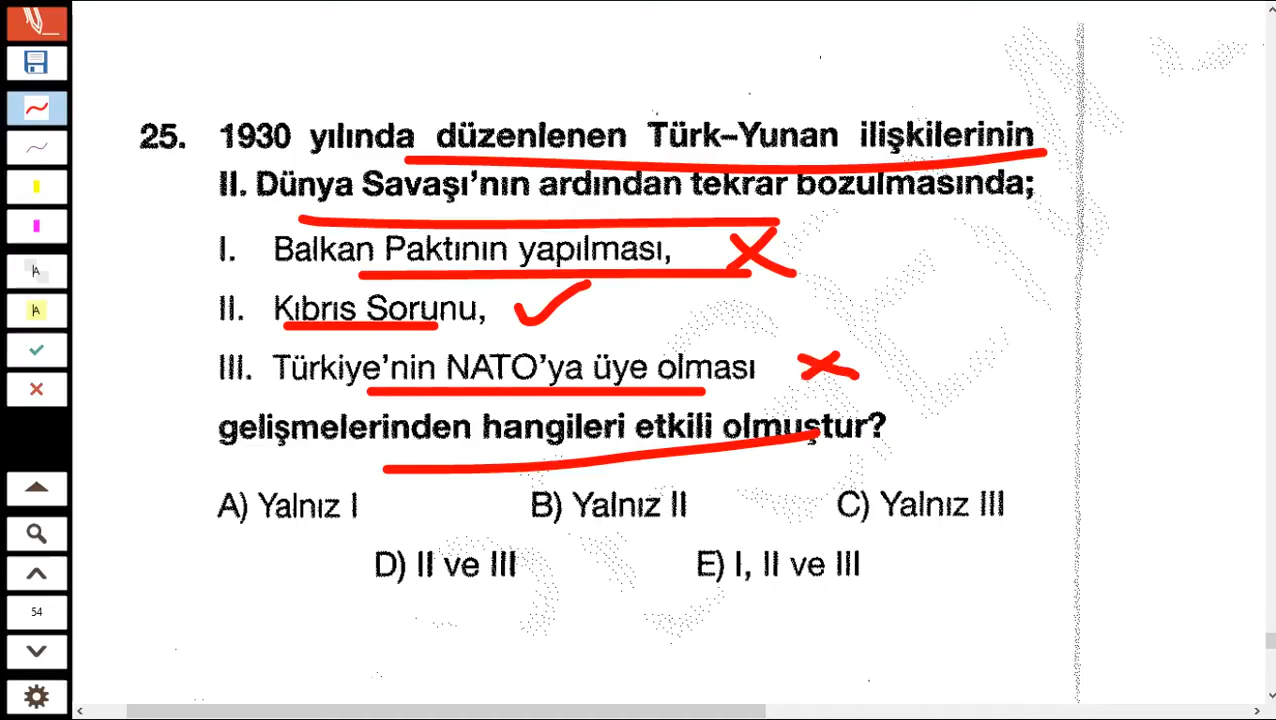 25. 1930 yılında düzenlenen Türk–Yunan ilişkilerinin
II. Dünya Savaşı’nın ardından tekrar bozulmasında;
I. Balkan Paktının yapılması,
II. Kıbrıs Sorunu,
III. Türkiye’nin NATO’ya üye olması
gelişmelerinden hangileri etkili olmuştur?
A) Yalnız I B) Yalnız II C) Yalnız III
D) II ve III E) I, II ve III
A
A
54